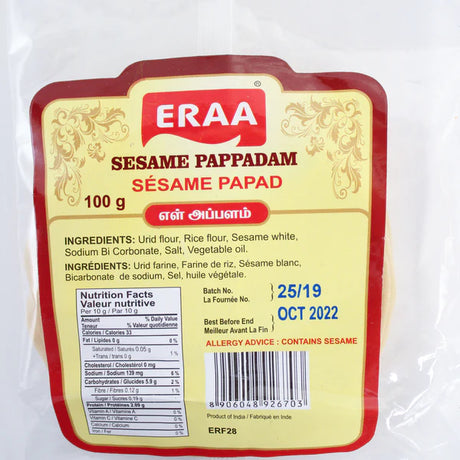 ERAA
®
SESAME PAPPADAM
SÉSAME PAPAD
100 g
எள் அப்பளம்
INGREDIENTS: Urid flour, Rice flour, Sesame white,
Sodium Bi Corbonate, Salt, Vegetable oil.
INGRÉDIENTS: Urid farine, Farine de riz, Sésame blanc,
Bicarbonate de sodium, Sel, huile végétale.
Nutrition Facts
Valeur nutritive
Per 10 g / Par 10 g
Amount % Daily Value
Teneur % Valeur quotidienne
Calories / Calories 33
Fat / Lipides 0 g 0 %
Saturated / Saturates 0.05 g
+Trans / trans 0 g 1 %
Cholesterol / Cholestérol 0 mg
Sodium / Sodium 139 mg 6 %
Carbohydrates / Glucides 5.9 g 2 %
Fibre / Fibres 0.12 g 1 %
Sugar / Sucres 0.19 g
Protein / Protéines 2.09 g
Vitamin A / Vitamine A 0 %
Vitamin C / Vitamine C 0 %
Calcium / Calcium 0 %
Iron / Fer 0 %
Batch No. 25/19
La Fournée No.
Best Before End OCT 2022
Meilleur Avant La Fin
ALLERGY ADVICE : CONTAINS SESAME
8 906048 926703
Product of India / Fabriqué en Inde
ERF28